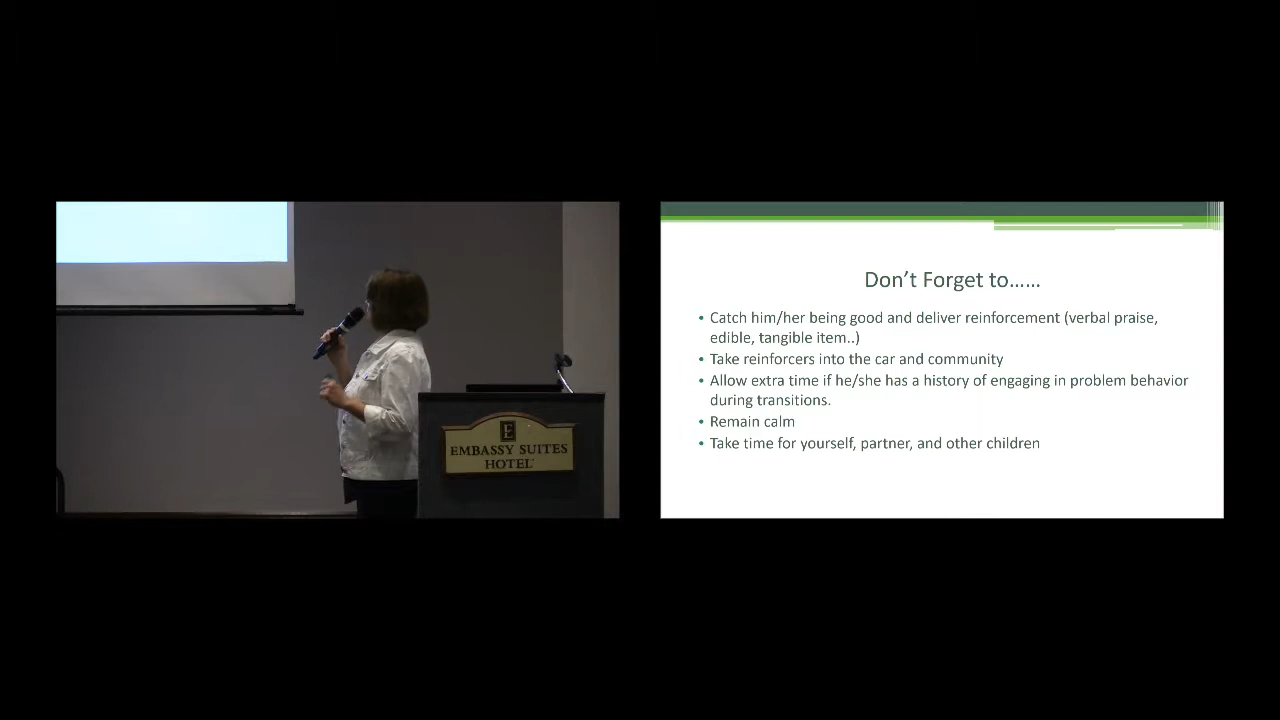 E
EMBASSY SUITES
HOTEL
Don't Forget to……
• Catch him/her being good and deliver reinforcement (verbal praise,
edible, tangible item..)
• Take reinforcers into the car and community
• Allow extra time if he/she has a history of engaging in problem behavior
during transitions.
• Remain calm
• Take time for yourself, partner, and other children